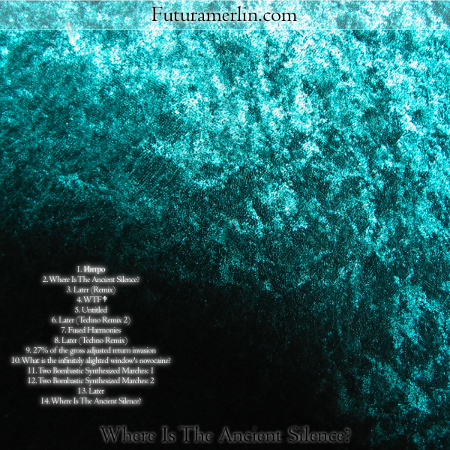 Futuramerlin.com
1. Интро
2. Where Is The Ancient Silence?
3. Later (Remix)
4. WTF✝
5. Untitled
6. Later (Techno Remix 2)
7. Fused Harmonies
8. Later (Techno Remix)
9. 27% of the gross adjusted return invasion
10. What is the infinitely alighted window's novocaine?
11. Two Bombastic Synthesized Marches: 1
12. Two Bombastic Synthesized Marches: 2
13. Later
14. Where Is The Ancient Silence?
Where Is The Ancient Silence?